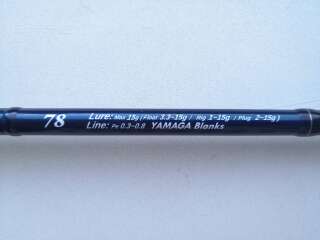 78
Lure: Max 15g (Float 3.3-15g / Rig 1-15g / Plug 2-15g)
Line: PE 0.3-0.8 YAMAGA Blanks